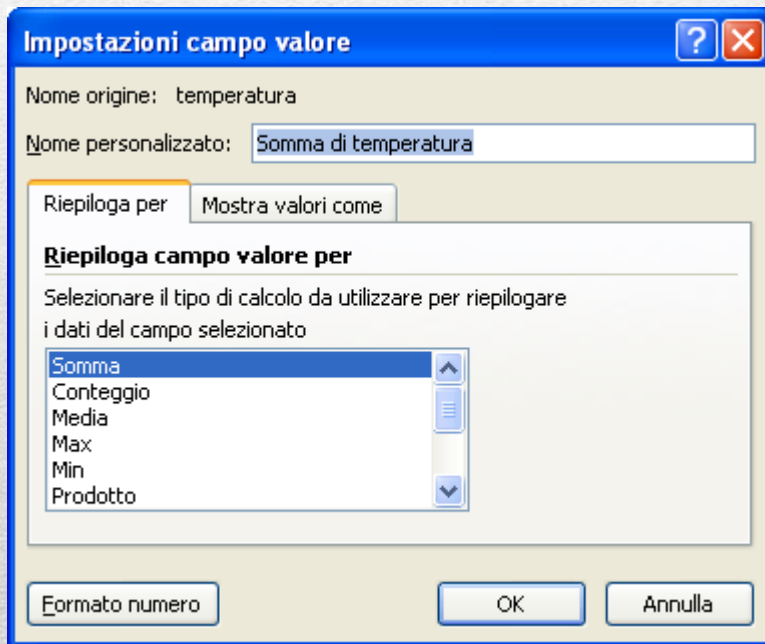 Impostazioni campo valore
Nome origine: temperatura
Nome personalizzato: Somma di temperatura
Riepiloga per Mostra valori come
Riepiloga campo valore per
Selezionare il tipo di calcolo da utilizzare per riepilogare
i dati del campo selezionato
Somma
Conteggio
Media
Max
Min
Prodotto
Formato numero OK Annulla